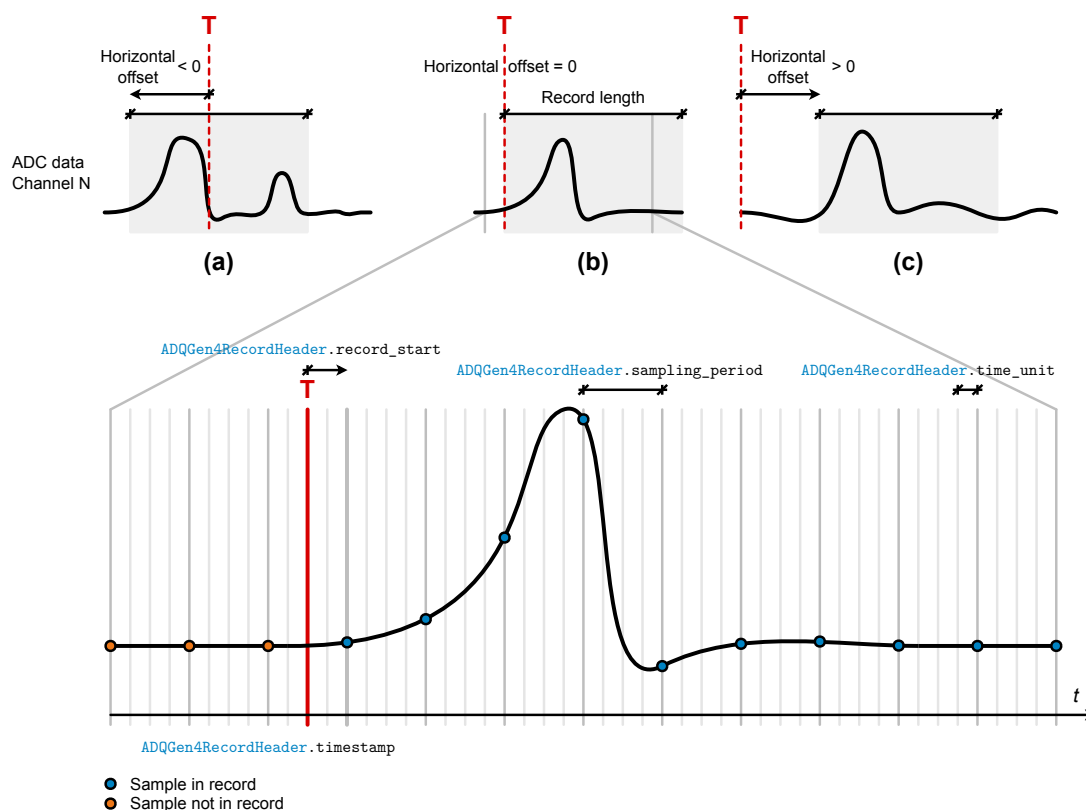 T
T
T
Horizontal
offset
< 0
Horizontal offset = 0
Horizontal
offset
> 0
Record length
ADC data
Channel N
(a)
(b)
(c)
ADQGen4RecordHeader.record_start
ADQGen4RecordHeader.sampling_period
ADQGen4RecordHeader.time_unit
T
t
ADQGen4RecordHeader.timestamp
Sample in record
Sample not in record